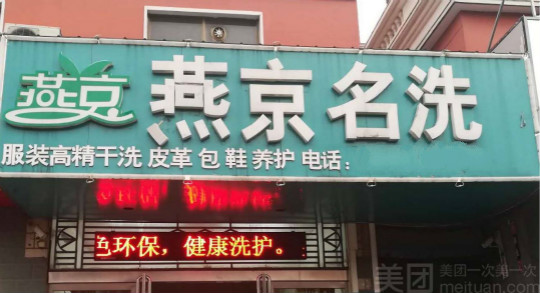 燕京
燕京名洗
服装高精干洗 皮革 包 鞋 养护 电话：
色环保，健康洗护。
美团 美团一次美一次
meituan.com